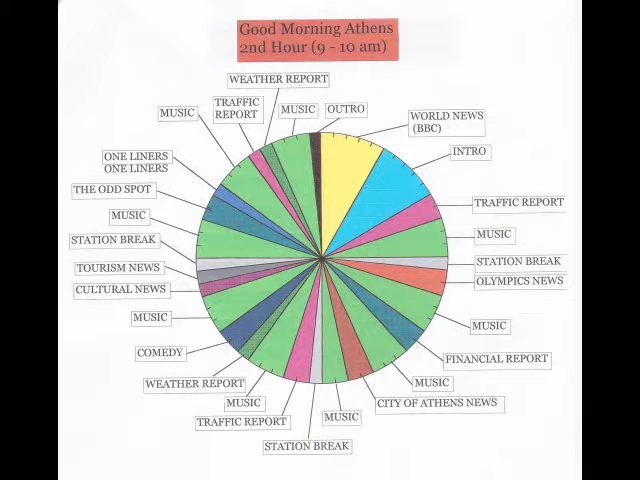 Good Morning Athens
2nd Hour (9 - 10 am)
WEATHER REPORT
TRAFFIC
REPORT
MUSIC
OUTRO
MUSIC
WORLD NEWS
(BBC)
INTRO
ONE LINERS
ONE LINERS
THE ODD SPOT
TRAFFIC REPORT
MUSIC
MUSIC
STATION BREAK
STATION BREAK
TOURISM NEWS
OLYMPICS NEWS
CULTURAL NEWS
MUSIC
MUSIC
COMEDY
FINANCIAL REPORT
WEATHER REPORT
MUSIC
MUSIC
CITY OF ATHENS NEWS
TRAFFIC REPORT
MUSIC
STATION BREAK